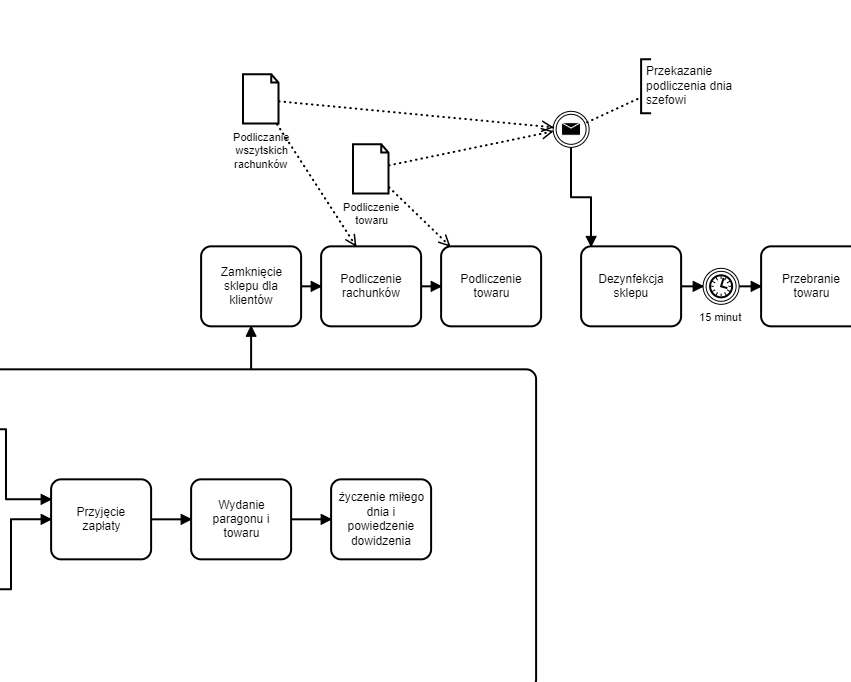 Przekazanie
podliczenia dnia
szefowi
Podliczanie
wszytskich
rachunków
Podliczenie
towaru
Zamknięcie
sklepu dla
klientów
Podliczenie
rachunków
Podliczenie
towaru
Dezynfekcja
sklepu
15 minut
Przebranie
towaru
Przyjęcie
zapłaty
Wydanie
paragonu i
towaru
życzenie miłego
dnia i
powiedzenie
dowidzenia